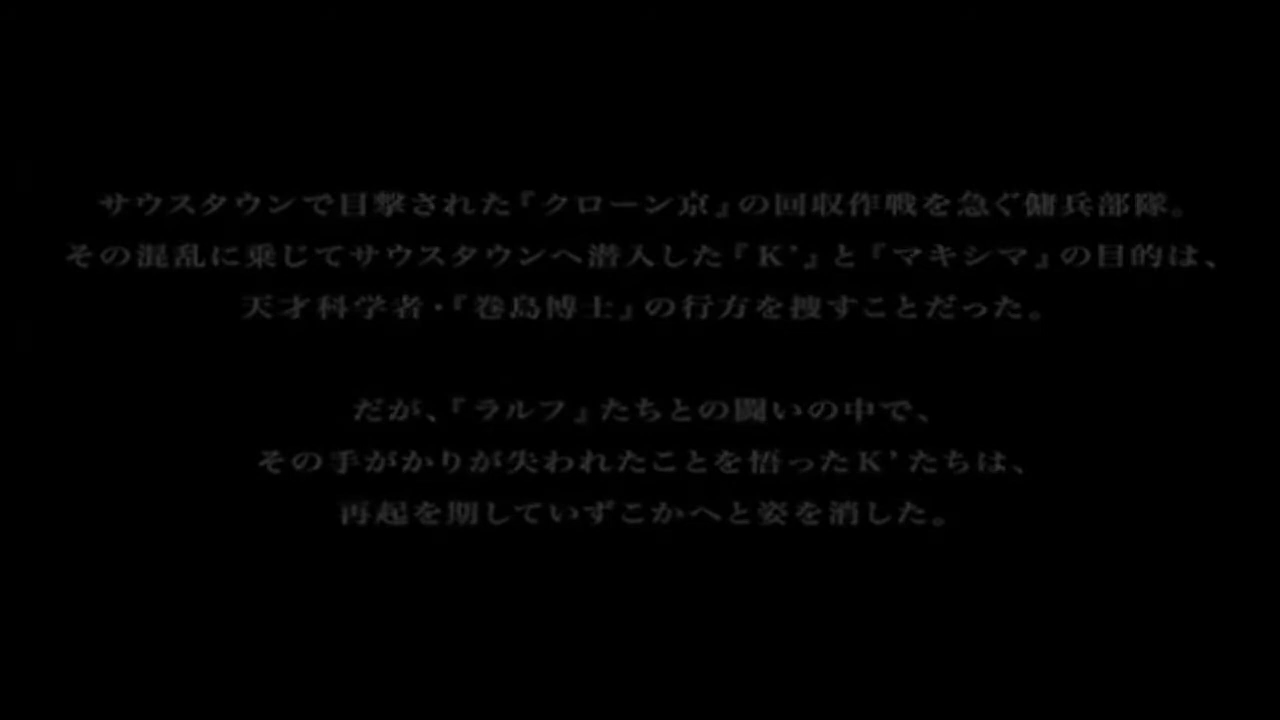 サウスタウンで目撃された『クローン京』の回収作戦を急ぐ傭兵部隊。
その混乱に乗じてサウスタウンへ潜入した『K’』と『マキシマ』の目的は、
天才科学者・『巻島博士』の行方を捜すことだった。
だが、『ラルフ』たちとの闘いの中で、
その手がかりが失われたことを悟ったK’たちは、
再起を期していずこかへと姿を消した。